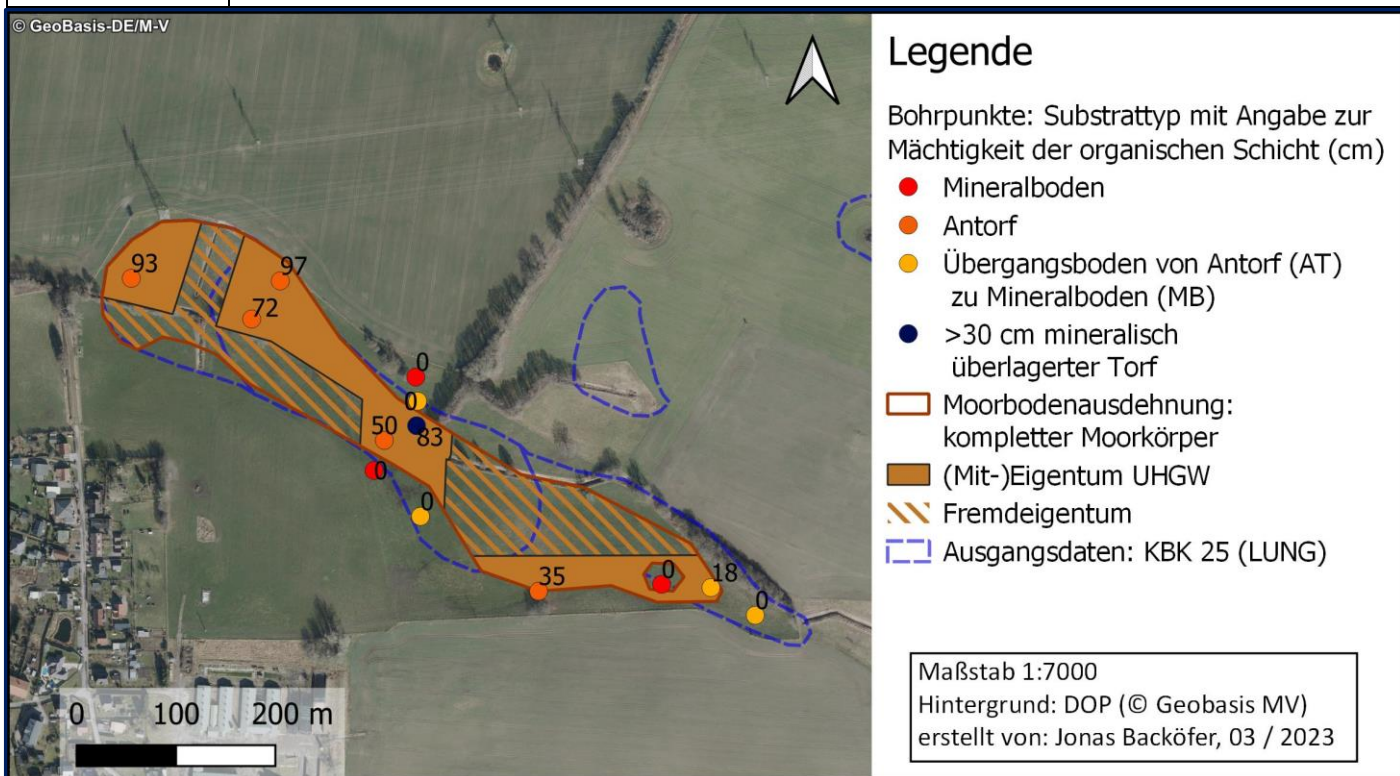 © GeoBasis-DE/M-V
93
97
72
0
0
50
83
0
0
35
0
18
0
0 100 200 m
Legende
Bohrpunkte: Substrattyp mit Angabe zur
Mächtigkeit der organischen Schicht (cm)
Mineralboden
Antorf
Übergangsboden von Antorf (AT)
zu Mineralboden (MB)
>30 cm mineralisch
überlagerter Torf
Moorbodenausdehnung:
kompletter Moorkörper
(Mit-)Eigentum UHGW
Fremdeigentum
Ausgangsdaten: KBK 25 (LUNG)
Maßstab 1:7000
Hintergrund: DOP (© Geobasis MV)
erstellt von: Jonas Backöfer, 03 / 2023